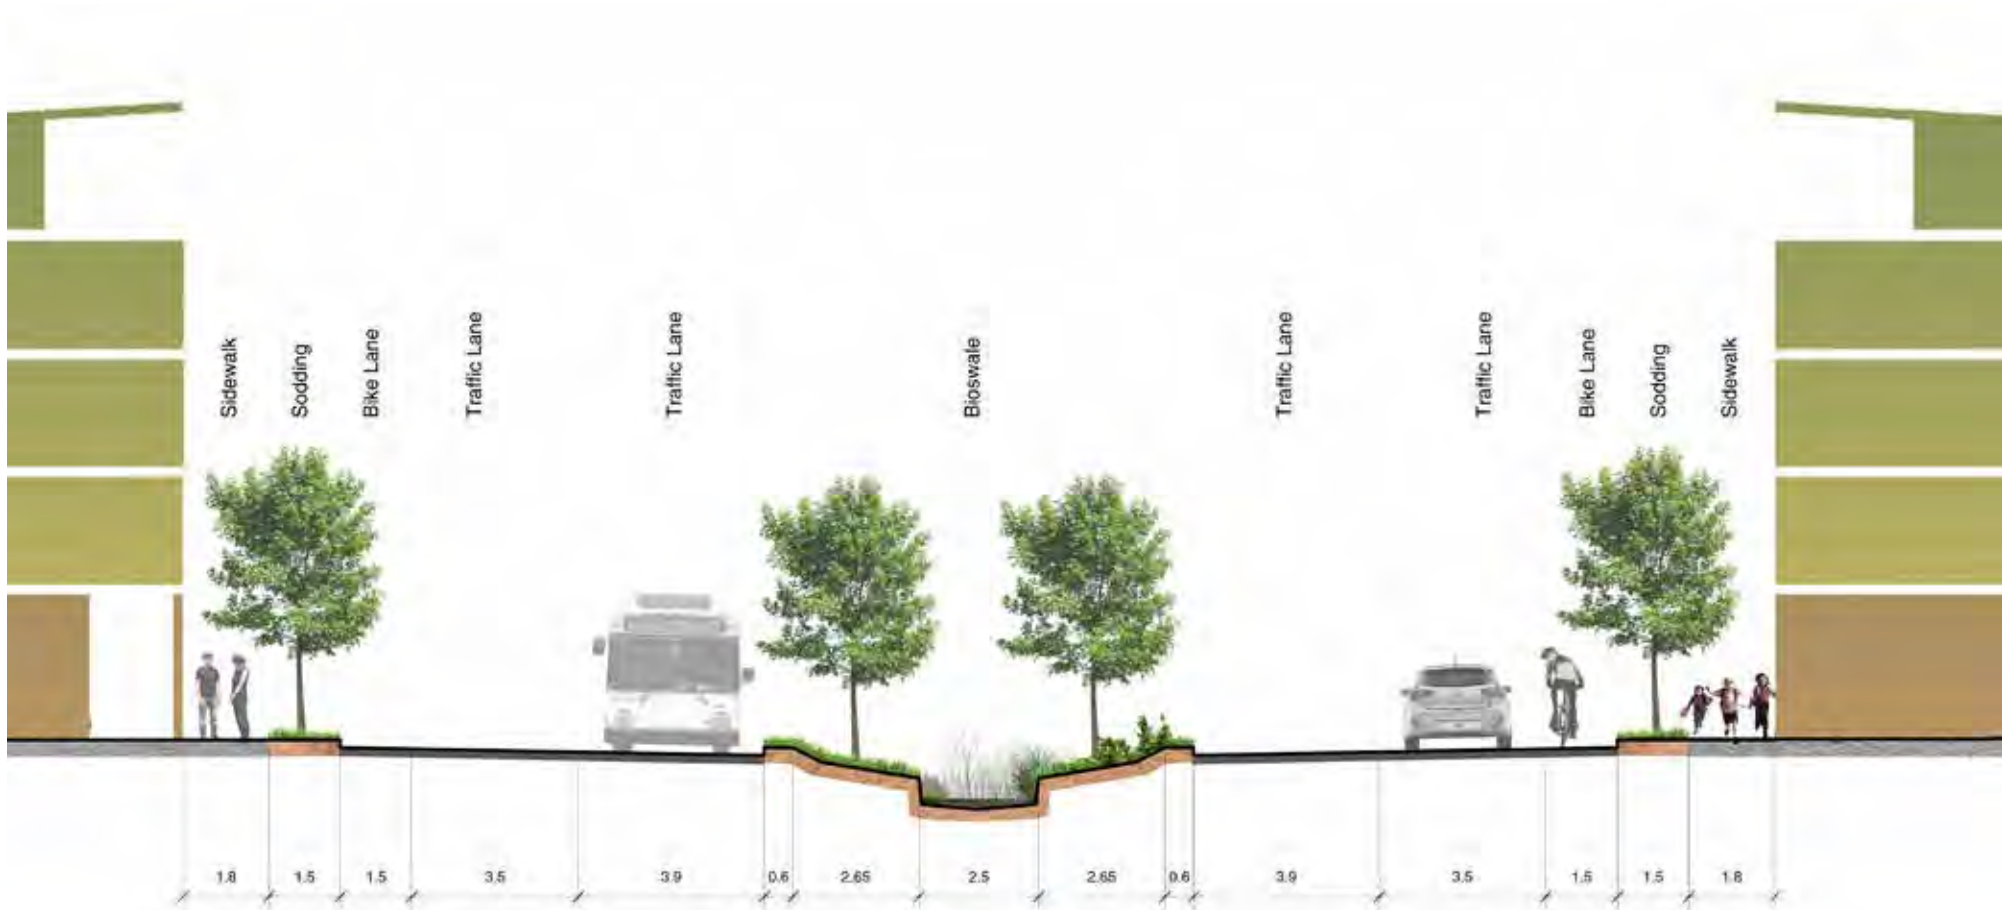 Sidewalk
Sodding
Bike Lane
Traffic Lane
Traffic Lane
Bioswale
Traffic Lane
Traffic Lane
Bike Lane
Sodding
Sidewalk
1.8
1.5
1.5
3.5
3.9
0.6
2.65
2.5
2.65
0.6
3.9
3.5
1.5
1.5
1.8